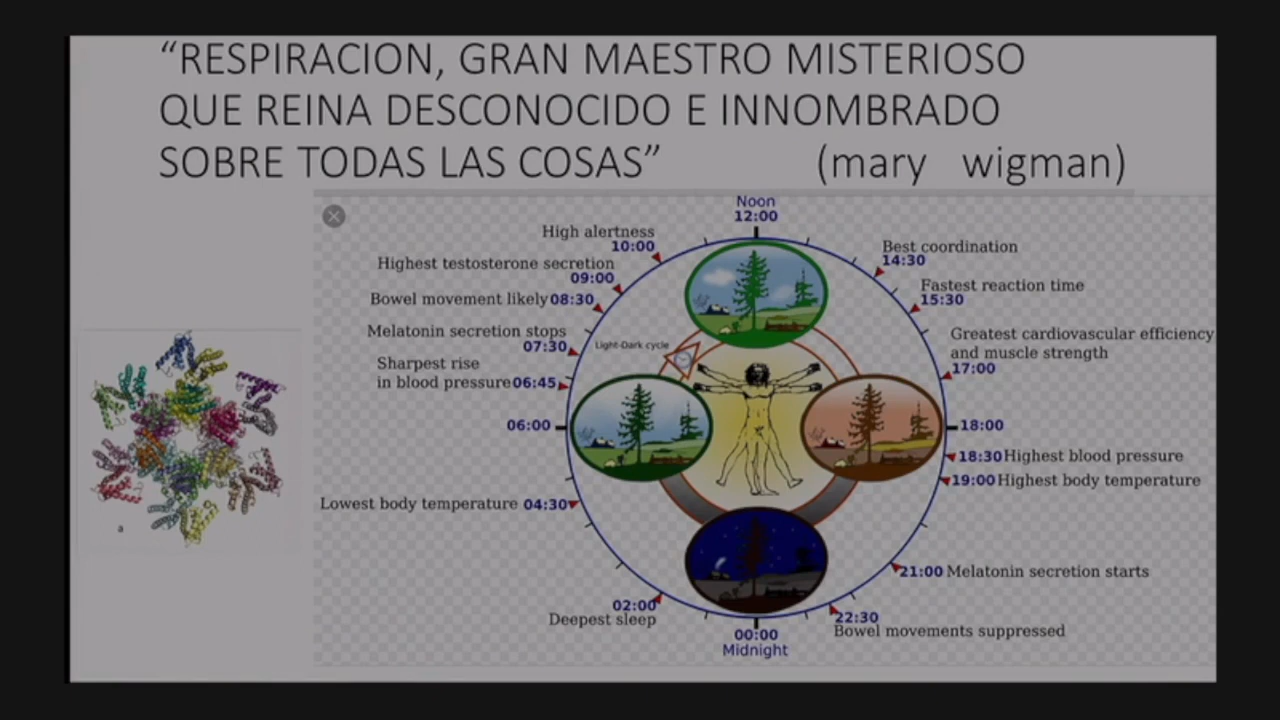 “RESPIRACION, GRAN MAESTRO MISTERIOSO
QUE REINA DESCONOCIDO E INNOMBRADO
SOBRE TODAS LAS COSAS” (mary wigman)
Noon
12:00
High alertness
10:00
Highest testosterone secretion
09:00
Bowel movement likely 08:30
Melatonin secretion stops
07:30
Sharpest rise
in blood pressure 06:45
06:00
Lowest body temperature 04:30
02:00
Deepest sleep
00:00
Midnight
Light-Dark cycle
Best coordination
14:30
Fastest reaction time
15:30
Greatest cardiovascular efficiency
and muscle strength
17:00
18:00
18:30 Highest blood pressure
19:00 Highest body temperature
21:00 Melatonin secretion starts
22:30
Bowel movements suppressed
a